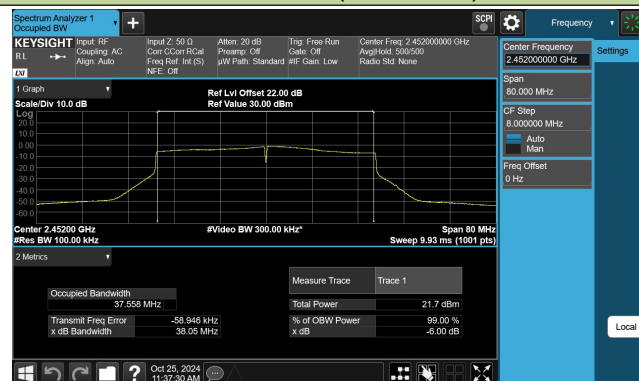 Spectrum Analyzer 1
Occupied BW
SCPI
Frequency
KEYSIGHT
RL
LXI
Input: RF
Coupling: AC
Align: Auto
Input Z: 50 Ω
Corr CCorr RCal
Freq Ref: Int (S)
NFE: Off
Atten: 20 dB
Preamp: Off
µW Path: Standard
Trig: Free Run
Gate: Off
#IF Gain: Low
Center Freq: 2.452000000 GHz
Avg|Hold: 500/500
Radio Std: None
Center Frequency
2.452000000 GHz
Settings
Span
80.000 MHz
CF Step
8.000000 MHz
Auto
Man
Freq Offset
0 Hz
Local
1 Graph
Scale/Div 10.0 dB
Ref Lvl Offset 22.00 dB
Ref Value 30.00 dBm
Log
20.0
10.0
0.00
-10.0
-20.0
-30.0
-40.0
-50.0
-60.0
Center 2.45200 GHz
#Res BW 100.00 kHz
#Video BW 300.00 kHz*
Span 80 MHz
Sweep 9.93 ms (1001 pts)
2 Metrics
Measure Trace
Trace 1
Occupied Bandwidth
37.558 MHz
Total Power
21.7 dBm
Transmit Freq Error
-58.946 kHz
% of OBW Power
99.00 %
x dB Bandwidth
38.05 MHz
x dB
-6.00 dB
Oct 25, 2024
11:37:30 AM